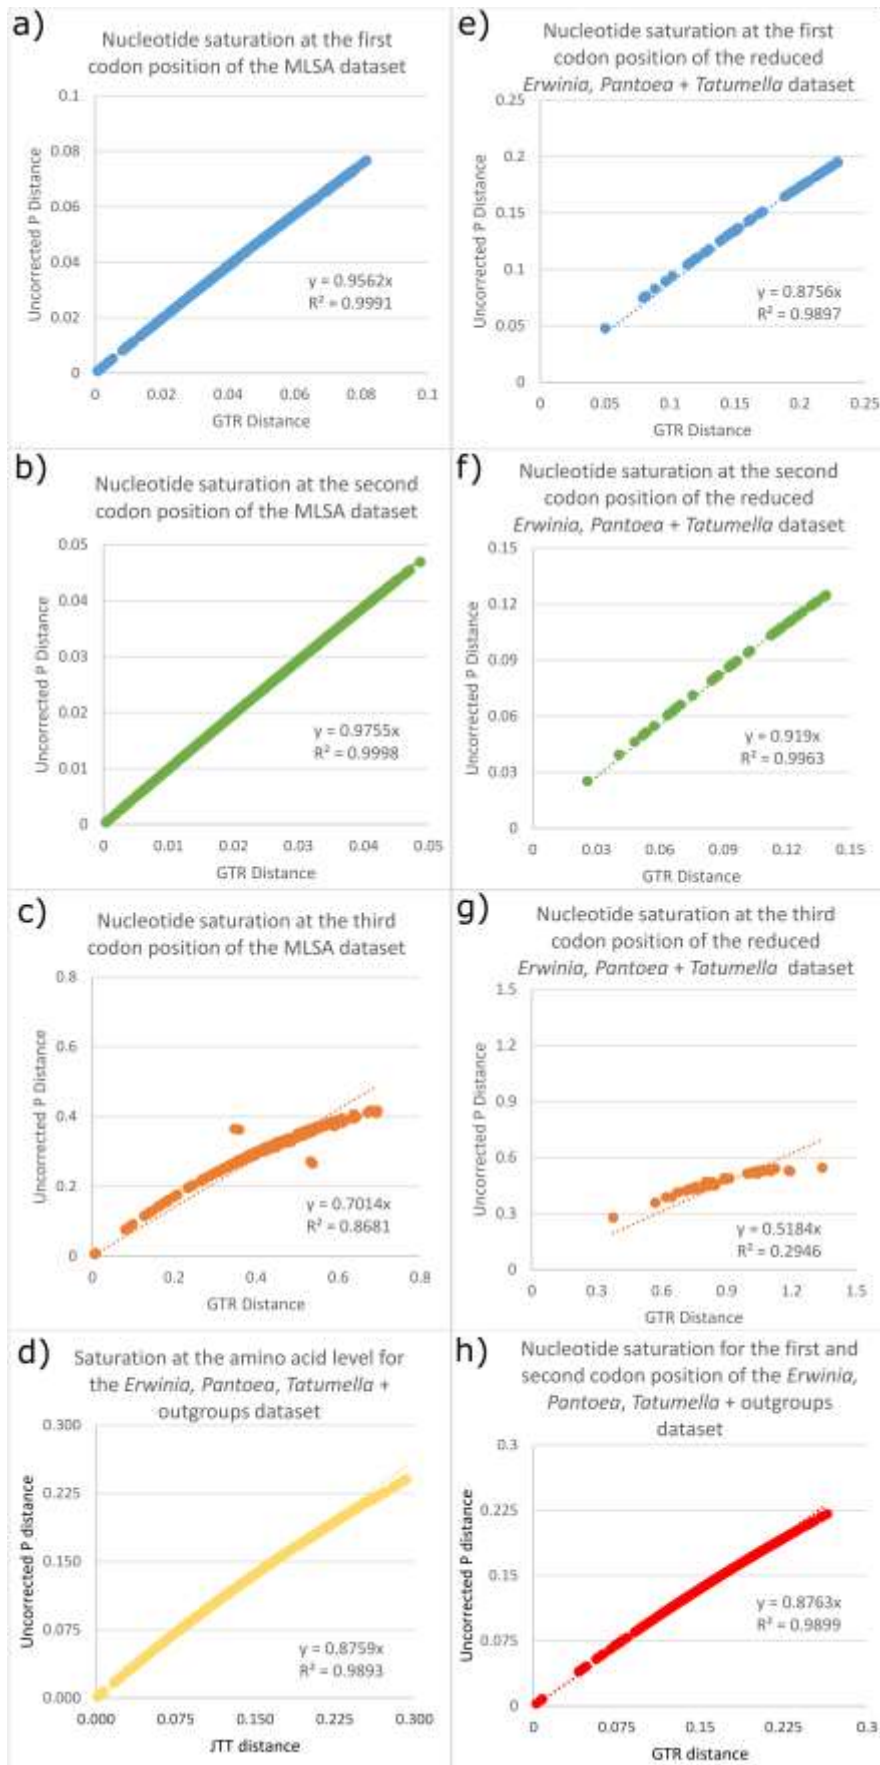 a)
Nucleotide saturation at the first
codon position of the MLSA dataset
0.1
0.08
0.06
0.04
0.02
0
Uncorrected P Distance
y = 0.9562x
R² = 0.9991
0
0.02
0.04
0.06
0.08
0.1
GTR Distance
e)
Nucleotide saturation at the first
codon position of the reduced
Erwinia, Pantoea + Tatumella dataset
0.25
0.2
0.15
0.1
0.05
0
Uncorrected P Distance
y = 0.8756x
R² = 0.9897
0
0.05
0.1
0.15
0.2
0.25
GTR Distance
b)
Nucleotide saturation at the second
codon position of the MLSA dataset
0.05
0.04
0.03
0.02
0.01
0
Uncorrected P Distance
y = 0.9755x
R² = 0.9998
0
0.01
0.02
0.03
0.04
0.05
GTR Distance
f)
Nucleotide saturation at the second
codon position of the reduced
Erwinia, Pantoea + Tatumella dataset
0.15
0.12
0.09
0.06
0.03
0
Uncorrected P Distance
y = 0.919x
R² = 0.9963
0
0.03
0.06
0.09
0.12
0.15
GTR Distance
c)
Nucleotide saturation at the third
codon position of the MLSA dataset
0.8
0.6
0.4
0.2
0
Uncorrected P Distance
y = 0.7014x
R² = 0.8681
0
0.2
0.4
0.6
0.8
GTR Distance
g)
Nucleotide saturation at the third
codon position of the reduced
Erwinia, Pantoea + Tatumella dataset
1.5
1.2
0.9
0.6
0.3
0
Uncorrected P Distance
y = 0.5184x
R² = 0.2946
0
0.3
0.6
0.9
1.2
1.5
GTR Distance
d)
Saturation at the amino acid level for
the Erwinia, Pantoea, Tatumella +
outgroups dataset
0.300
0.225
0.150
0.075
0.000
Uncorrected P distance
y = 0.8759x
R² = 0.9893
0.000
0.075
0.150
0.225
0.300
JTT distance
h)
Nucleotide saturation for the first and
second codon position of the Erwinia,
Pantoea, Tatumella + outgroups
dataset
0.3
0.225
0.15
0.075
0
Uncorrected P distance
y = 0.8763x
R² = 0.9899
0
0.075
0.15
0.225
0.3
GTR distance